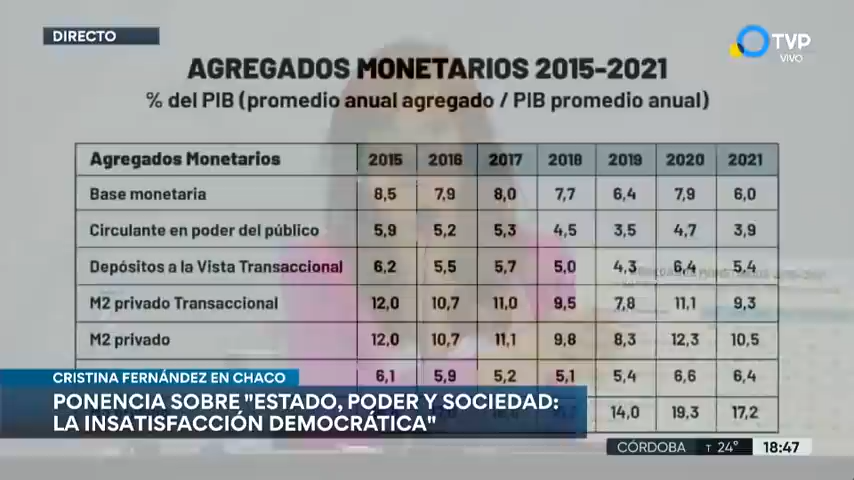 DIRECTO
TVP
VIVO
AGREGADOS MONETARIOS 2015-2021
% del PIB (promedio anual agregado / PIB promedio anual)
Agregados Monetarios 2015 2016 2017 2018 2019 2020 2021
Base monetaria 8,5 7,9 8,0 7,7 6,4 7,9 6,0
Circulante en poder del público 5,9 5,2 5,3 4,5 3,5 4,7 3,9
Depósitos a la Vista Transaccional 6,2 5,5 5,7 5,0 4,3 6,4 5,4
M2 privado Transaccional 12,0 10,7 11,0 9,5 7,8 11,1 9,3
M2 privado 12,0 10,7 11,1 9,8 8,3 12,3 10,5
6,1 5,9 5,2 5,1 5,4 6,6 6,4
14,0 19,3 17,2
CRISTINA FERNÁNDEZ EN CHACO
PONENCIA SOBRE "ESTADO, PODER Y SOCIEDAD:
LA INSATISFACCIÓN DEMOCRÁTICA"
CÓRDOBA T 24° 18:47